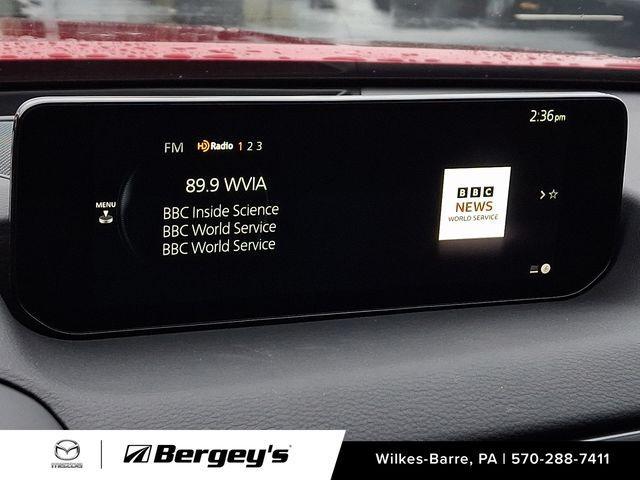 2:36pm
FM HD Radio 1 2 3
89.9 WVIA
MENU
BBC Inside Science
BBC World Service
BBC World Service
BBC
NEWS
WORLD SERVICE
mazda
Bergey's
Wilkes-Barre, PA | 570-288-7411